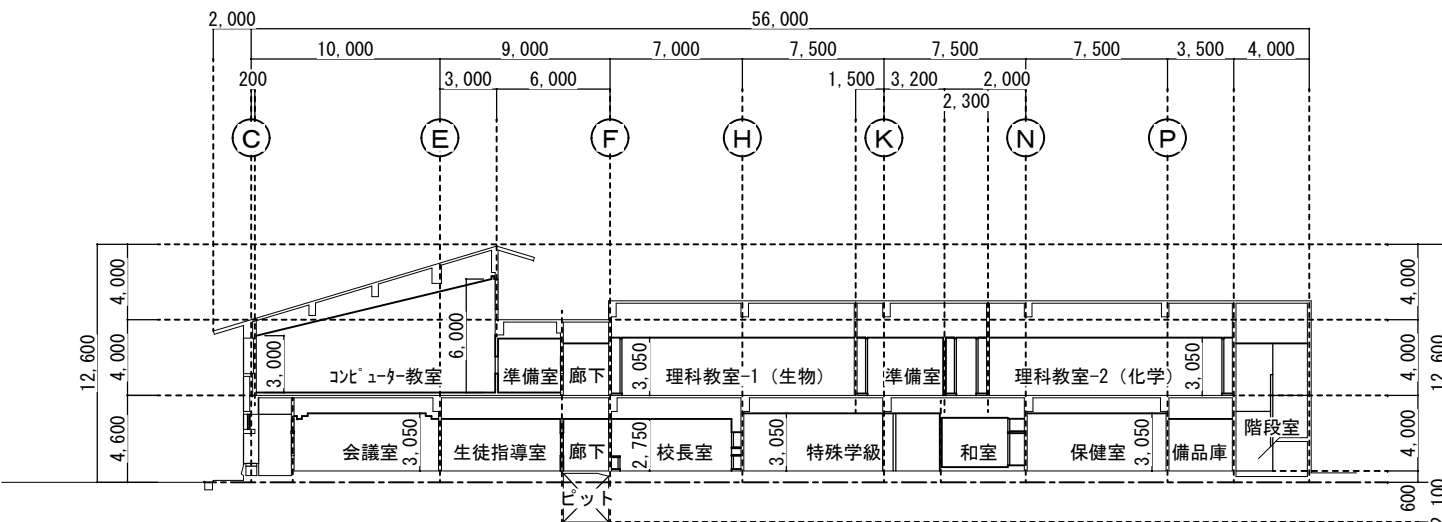 2,000 56,000
10,000 9,000 7,000 7,500 7,500 7,500 3,500 4,000
200 3,000 6,000 1,500 3,200 2,000
2,300
C E F H K N P
4,000 4,000
12,600 4,000 3,000 コンピューター教室 6,000 準備室 廊下 3,050 理科教室-1（生物） 準備室 理科教室-2（化学） 3,050 4,000 12,600
4,600 会議室 3,050 生徒指導室 廊下 2,750 校長室 3,050 特殊学級 和室 保健室 3,050 備品庫 階段室 4,000
ピット 600 2,100